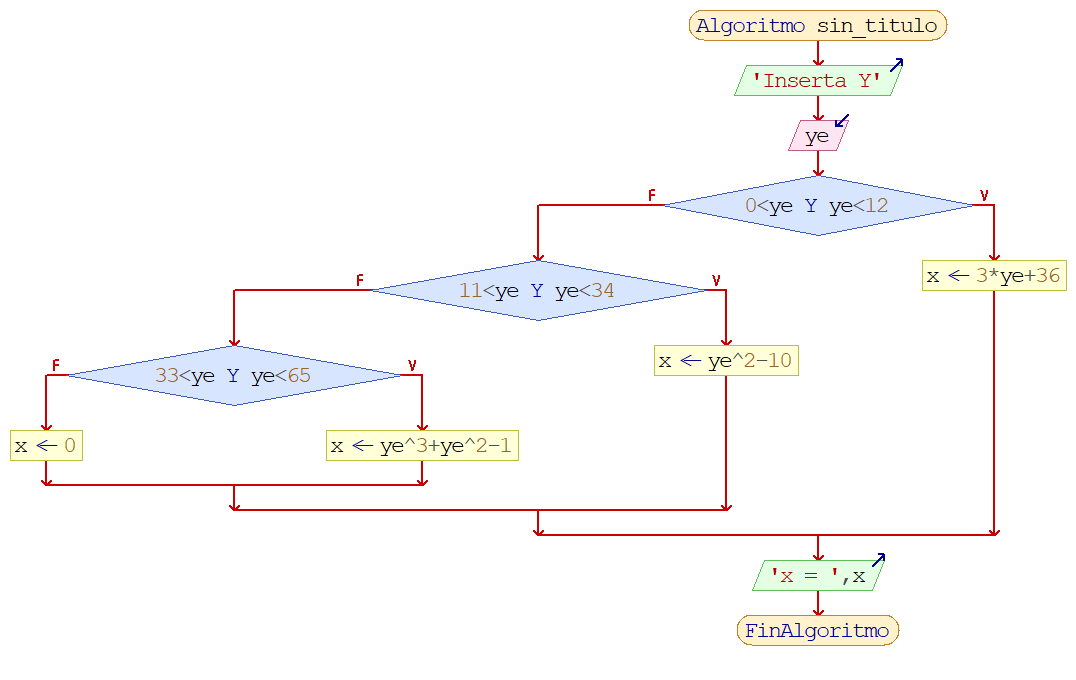 Algoritmo sin_titulo
'Inserta Y'
ye
0<ye Y ye<12
F
V
x ← 3*ye+36
11<ye Y ye<34
F
V
x ← ye^2-10
33<ye Y ye<65
F
V
x ← 0
x ← ye^3+ye^2-1
'x = ',x
FinAlgoritmo